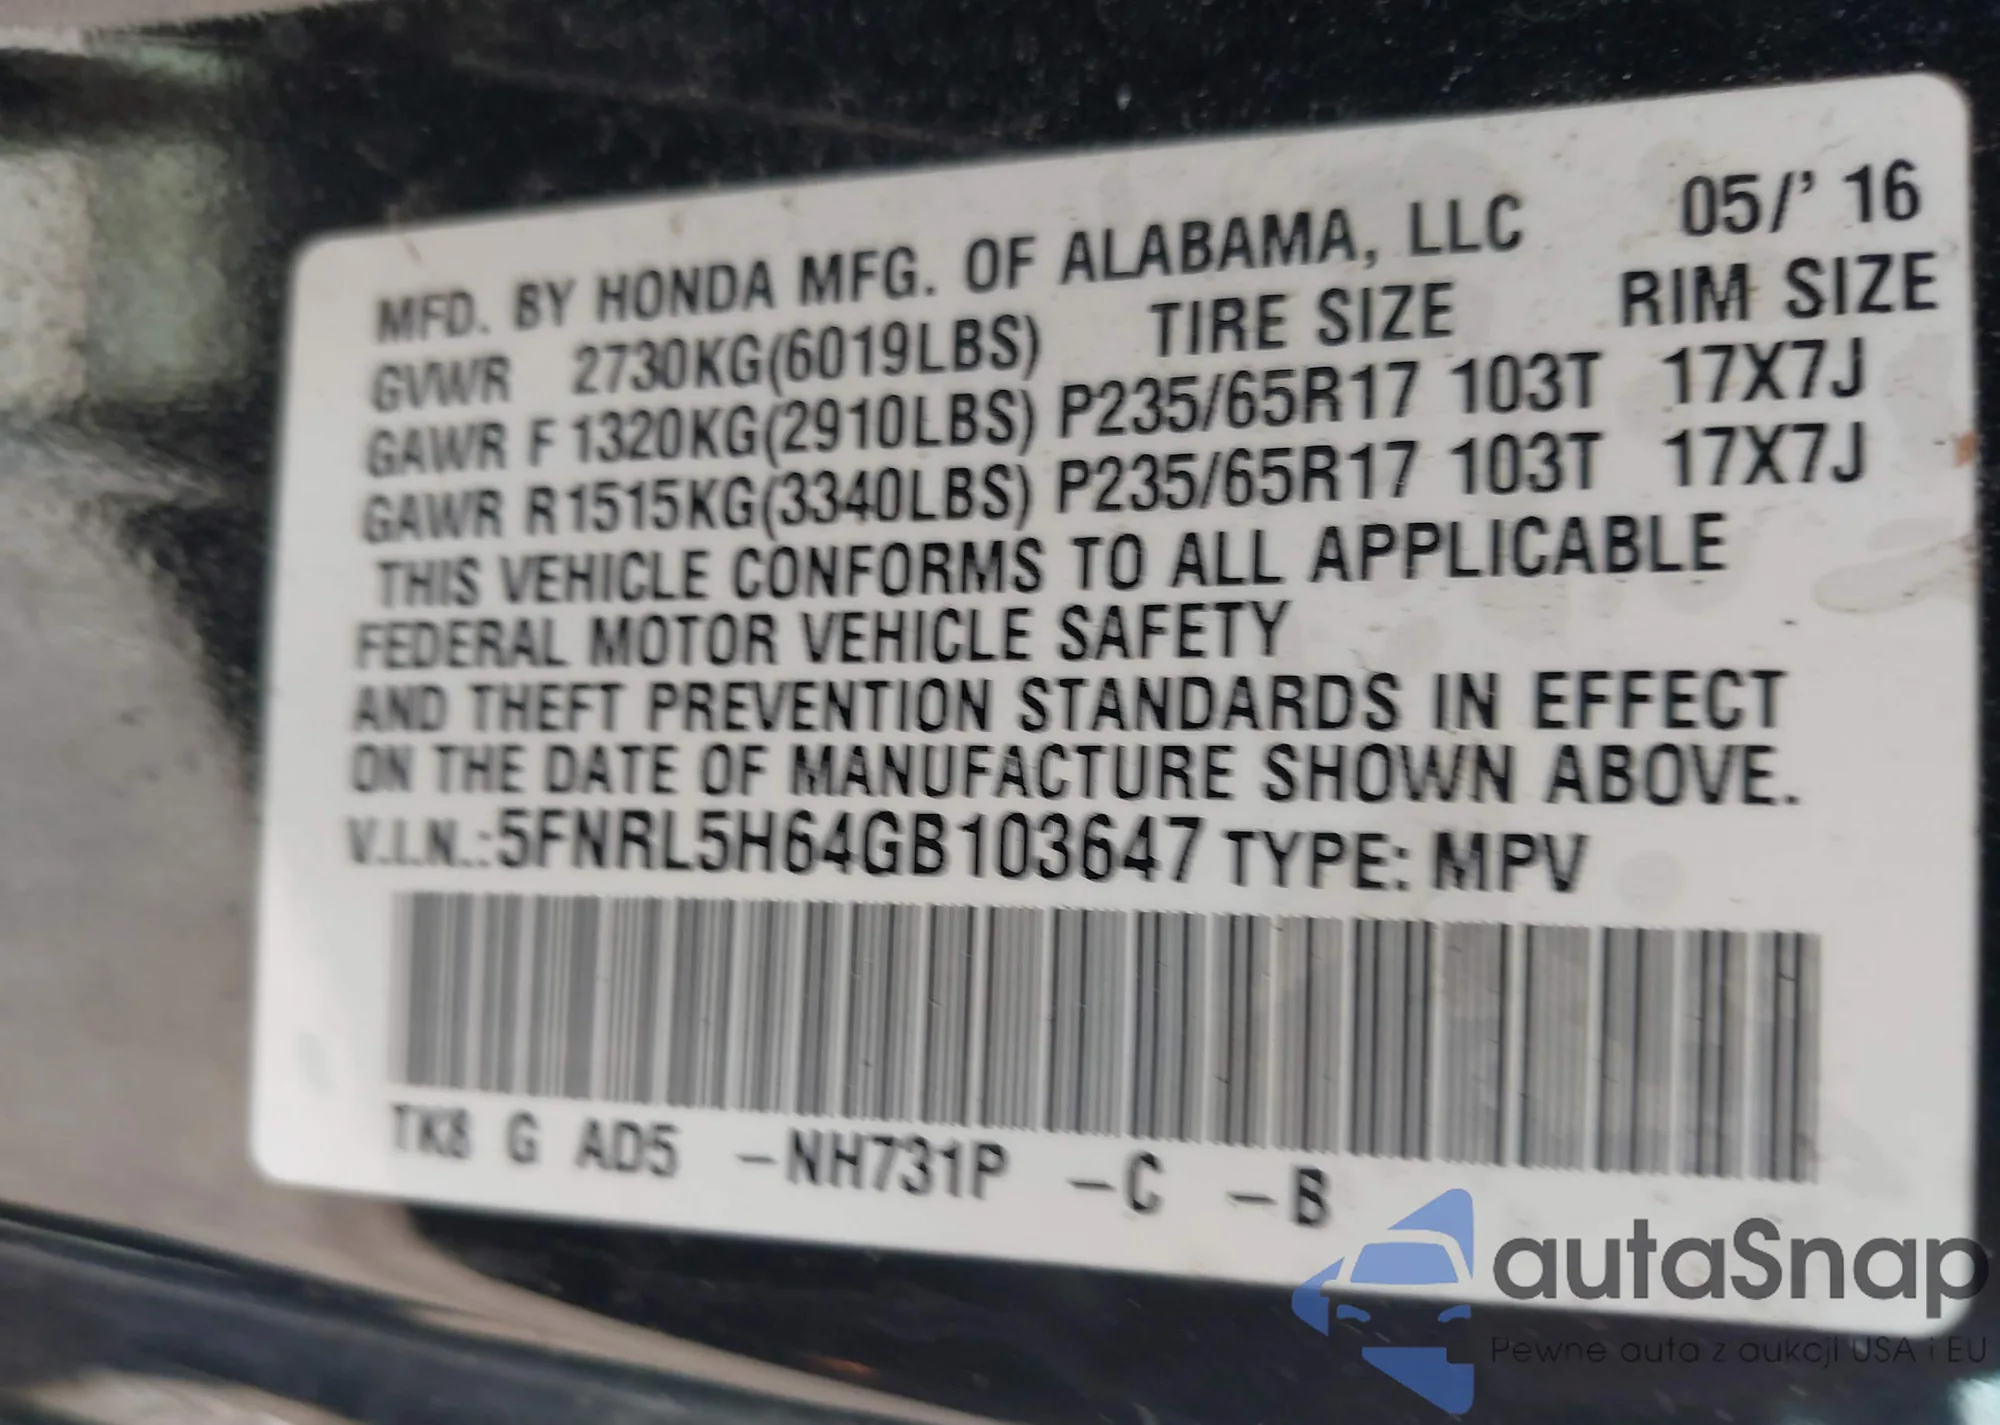 MFD. BY HONDA MFG. OF ALABAMA, LLC 05/' 16
GVWR 2730KG(6019LBS) TIRE SIZE RIM SIZE
GAWR F 1320KG(2910LBS) P235/65R17 103T 17X7J
GAWR R 1515KG(3340LBS) P235/65R17 103T 17X7J
THIS VEHICLE CONFORMS TO ALL APPLICABLE
FEDERAL MOTOR VEHICLE SAFETY
AND THEFT PREVENTION STANDARDS IN EFFECT
ON THE DATE OF MANUFACTURE SHOWN ABOVE.
V.I.N.:5FNRL5H64GB103647 TYPE: MPV
TK8 G AD5 -NH731P -C -B
autaSnap
Pewne auta z aukcji USA i EU